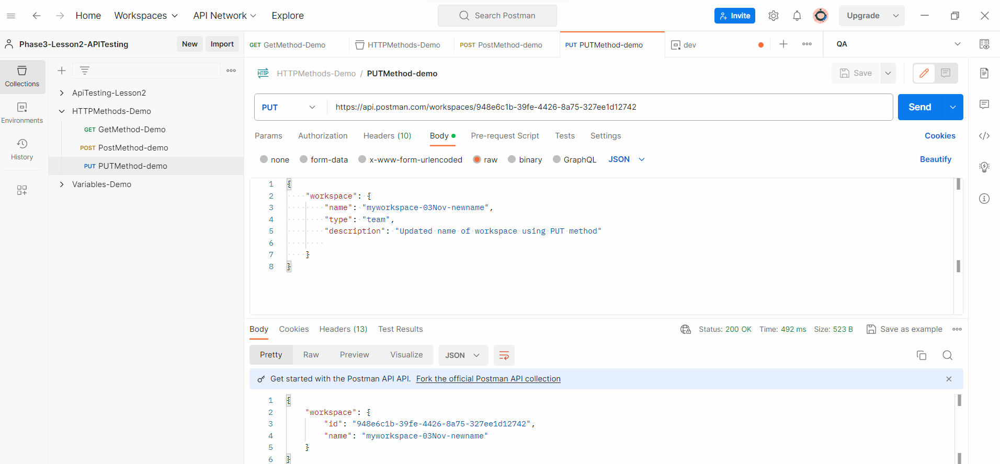 Home Workspaces API Network Explore Search Postman Invite Upgrade
Phase3-Lesson2-APITesting New Import GET GetMethod-Demo HTTPMethods-Demo POST PostMethod-demo PUT PUTMethod-demo dev QA
Collections
Environments
History
ApiTesting-Lesson2
HTTPMethods-Demo
GET GetMethod-Demo
POST PostMethod-demo
PUT PUTMethod-demo
Variables-Demo
HTTP HTTPMethods-Demo / PUTMethod-demo Save
PUT https://api.postman.com/workspaces/948e6c1b-39fe-4426-8a75-327ee1d12742 Send
Params Authorization Headers (10) Body Pre-request Script Tests Settings Cookies
none form-data x-www-form-urlencoded raw binary GraphQL JSON Beautify
1 {
2 "workspace": {
3 "name": "myworkspace-03Nov-newname",
4 "type": "team",
5 "description": "Updated name of workspace using PUT method"
6
7 }
8 }
Body Cookies Headers (13) Test Results Status: 200 OK Time: 492 ms Size: 523 B Save as example
Pretty Raw Preview Visualize JSON
Get started with the Postman API API. Fork the official Postman API collection
1 {
2 "workspace": {
3 "id": "948e6c1b-39fe-4426-8a75-327ee1d12742",
4 "name": "myworkspace-03Nov-newname"
5 }
6 }